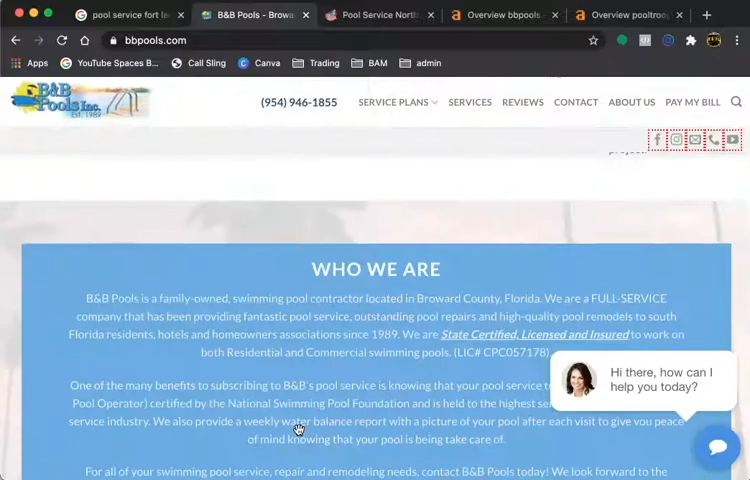 pool service fort la
B&B Pools - Browa
Pool Service North
Overview bbpools.
Overview pooltroo
bbpools.com
Apps
YouTube Spaces B...
Call Sling
Canva
Trading
BAM
admin
B&B
Pools Inc.
Est. 1989
(954) 946-1855
SERVICE PLANS
SERVICES
REVIEWS
CONTACT
ABOUT US
PAY MY BILL
WHO WE ARE
B&B Pools is a family-owned, swimming pool contractor located in Broward County, Florida. We are a FULL-SERVICE
company that has been providing fantastic pool service, outstanding pool repairs and high-quality pool remodels to south
Florida residents, hotels and homeowners associations since 1989. We are State Certified, Licensed and Insured to work on
both Residential and Commercial swimming pools. (LIC# CPC057178)
One of the many benefits to subscribing to B&B's pool service is knowing that your pool service
Pool Operator) certified by the National Swimming Pool Foundation and is held to the highest
service industry. We also provide a weekly water balance report with a picture of your pool after each visit to give you peace
of mind knowing that your pool is being take care of.
For all of your swimming pool service, repair and remodeling needs, contact B&B Pools today! We look forward to the
Hi there, how can I
help you today?